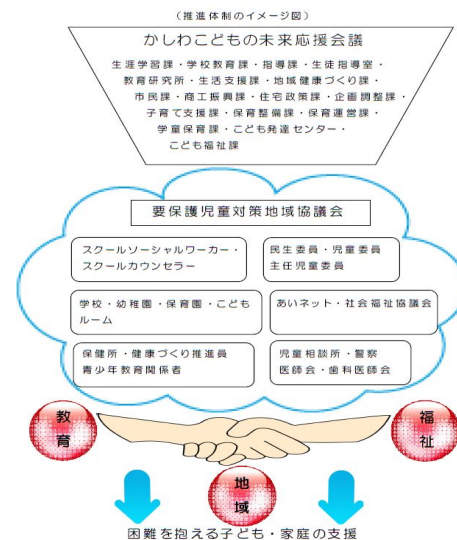 （推進体制のイメージ図）
かしわこどもの未来応援会議
生涯学習課・学校教育課・指導課・生徒指導室・
教育研究所・生活支援課・地域健康づくり課・
市民課・商工振興課・住宅政策課・企画調整課・
子育て支援課・保育整備課・保育運営課・
学童保育課・こども発達センター・
こども福祉課
要保護児童対策地域協議会
スクールソーシャルワーカー・
スクールカウンセラー
民生委員・児童委員
主任児童委員
学校・幼稚園・保育園・こども
ルーム
あいネット・社会福祉協議会
保健所・健康づくり推進員
青少年教育関係者
児童相談所・警察
医師会・歯科医師会
教育
福祉
地域
困難を抱える子ども・家庭の支援